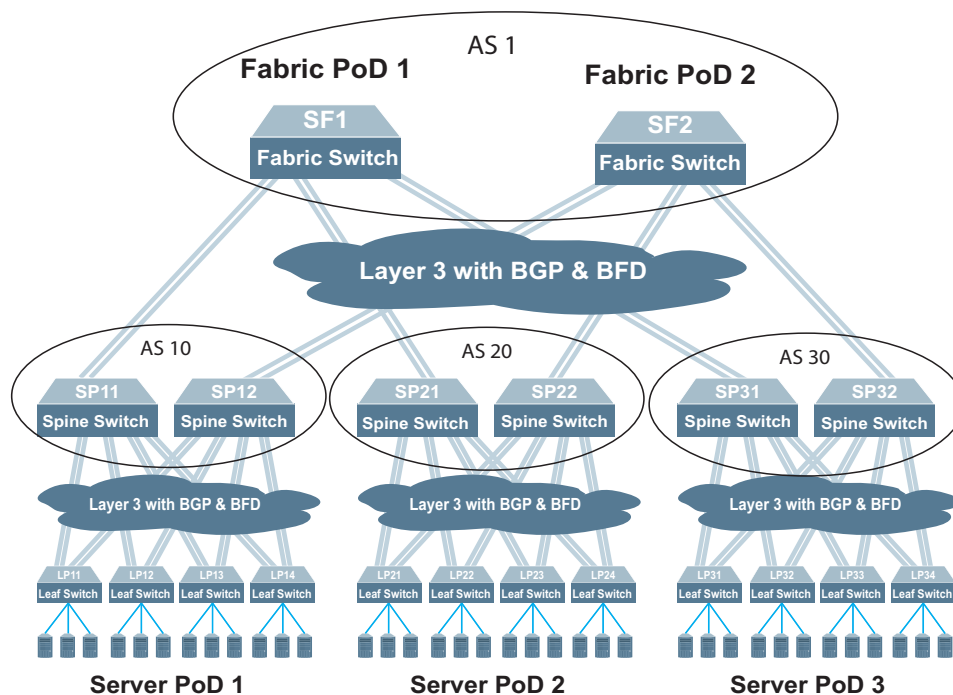 AS 1
Fabric PoD 1
Fabric PoD 2
SF1
SF2
Fabric Switch
Fabric Switch
Layer 3 with BGP & BFD
AS 10
AS 20
AS 30
SP11
SP12
SP21
SP22
SP31
SP32
Spine Switch
Spine Switch
Spine Switch
Spine Switch
Spine Switch
Spine Switch
Layer 3 with BGP & BFD
Layer 3 with BGP & BFD
Layer 3 with BGP & BFD
LP11
LP12
LP13
LP14
LP21
LP22
LP23
LP24
LP31
LP32
LP33
LP34
Leaf Switch
Leaf Switch
Leaf Switch
Leaf Switch
Leaf Switch
Leaf Switch
Leaf Switch
Leaf Switch
Leaf Switch
Leaf Switch
Leaf Switch
Leaf Switch
Server PoD 1
Server PoD 2
Server PoD 3